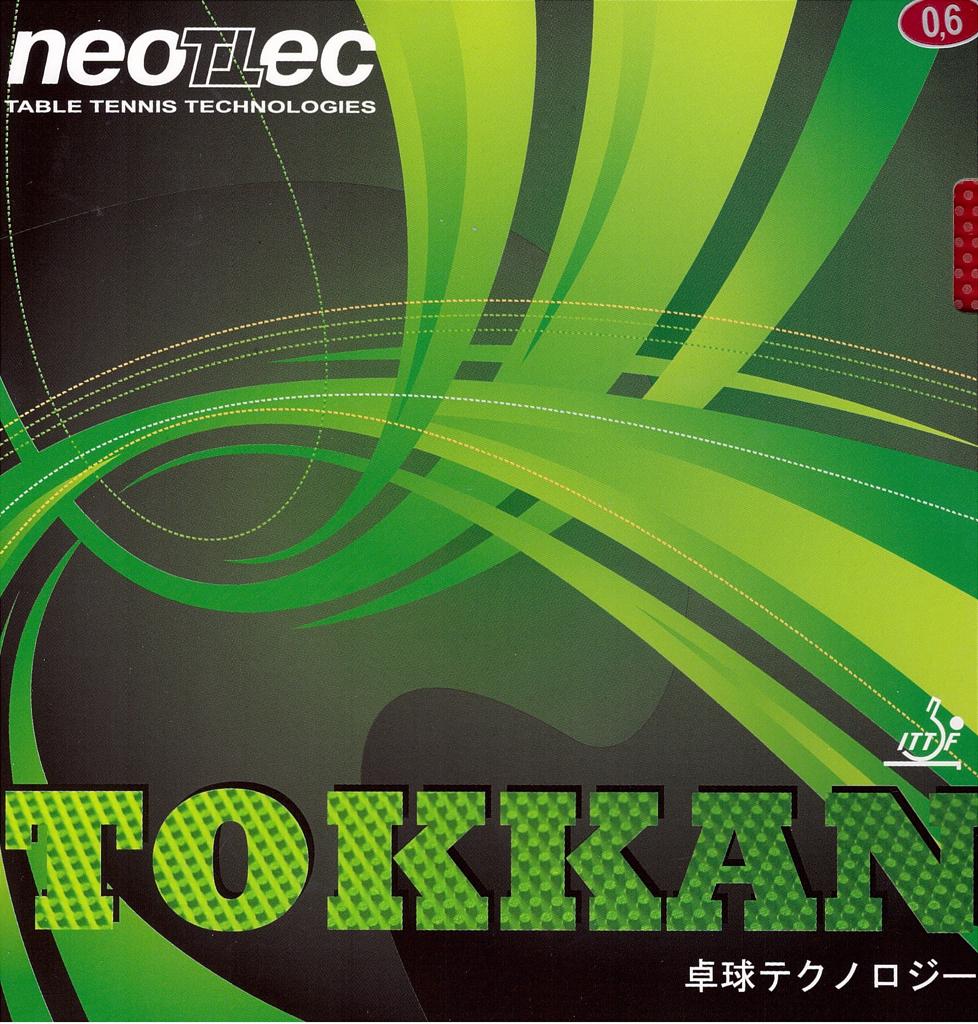 neoTTec
0,6
TABLE TENNIS TECHNOLOGIES
ITTF
TOKKAN
卓球テクノロジー